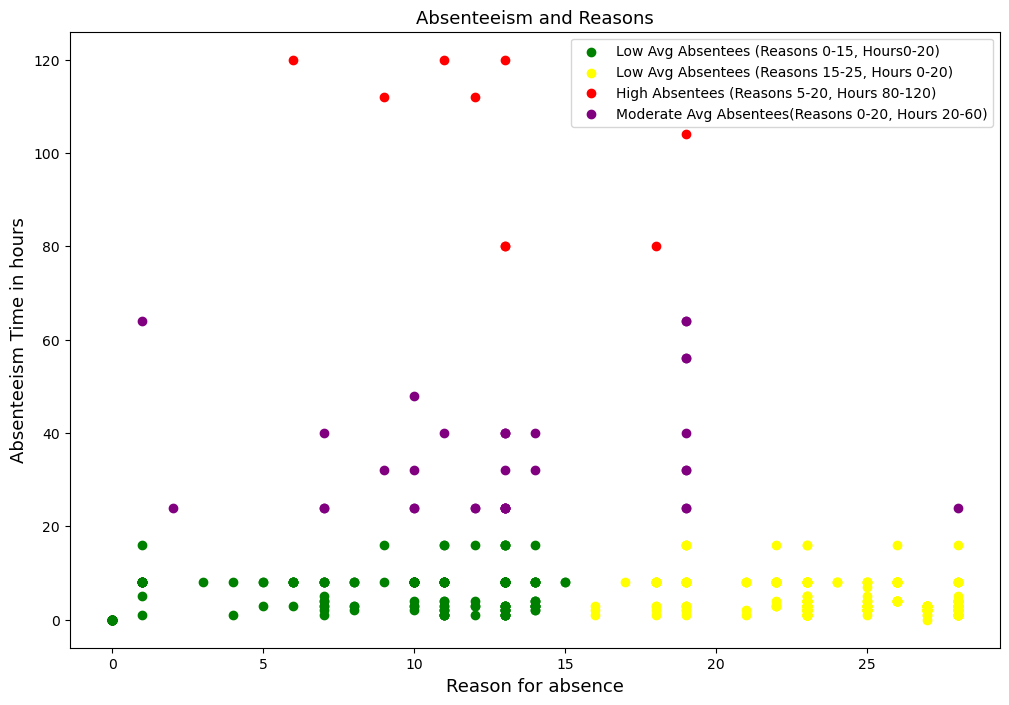 Absenteeism and Reasons
Low Avg Absentees (Reasons 0-15, Hours0-20)
Low Avg Absentees (Reasons 15-25, Hours 0-20)
High Absentees (Reasons 5-20, Hours 80-120)
Moderate Avg Absentees(Reasons 0-20, Hours 20-60)
Absenteeism Time in hours
120
100
80
60
40
20
0
0 5 10 15 20 25
Reason for absence